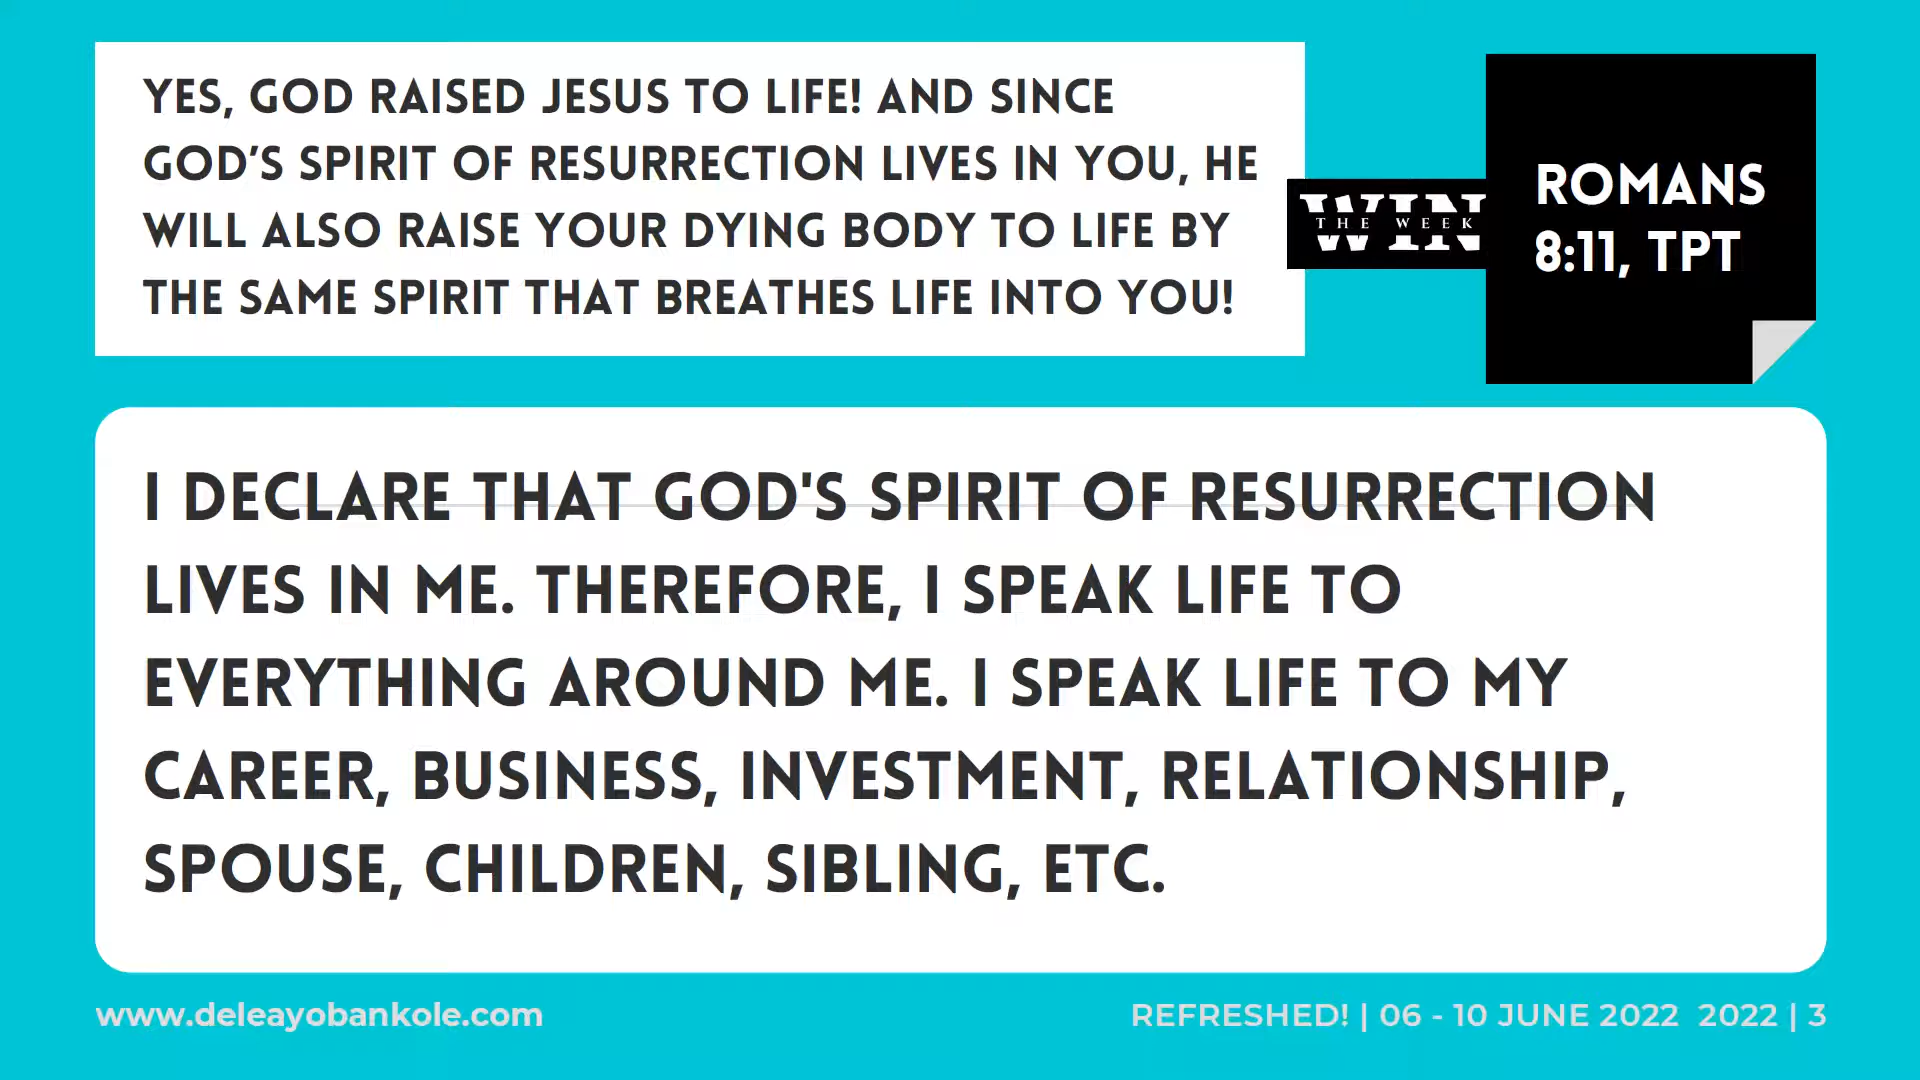 YES, GOD RAISED JESUS TO LIFE! AND SINCE
GOD'S SPIRIT OF RESURRECTION LIVES IN YOU, HE
WILL ALSO RAISE YOUR DYING BODY TO LIFE BY
THE SAME SPIRIT THAT BREATHES LIFE INTO YOU!
WIN
THE WEEK
ROMANS
8:11, TPT
I DECLARE THAT GOD'S SPIRIT OF RESURRECTION
LIVES IN ME. THEREFORE, I SPEAK LIFE TO
EVERYTHING AROUND ME. I SPEAK LIFE TO MY
CAREER, BUSINESS, INVESTMENT, RELATIONSHIP,
SPOUSE, CHILDREN, SIBLING, ETC.
www.deleayobankole.com
REFRESHED! | 06 - 10 JUNE 2022 2022 | 3